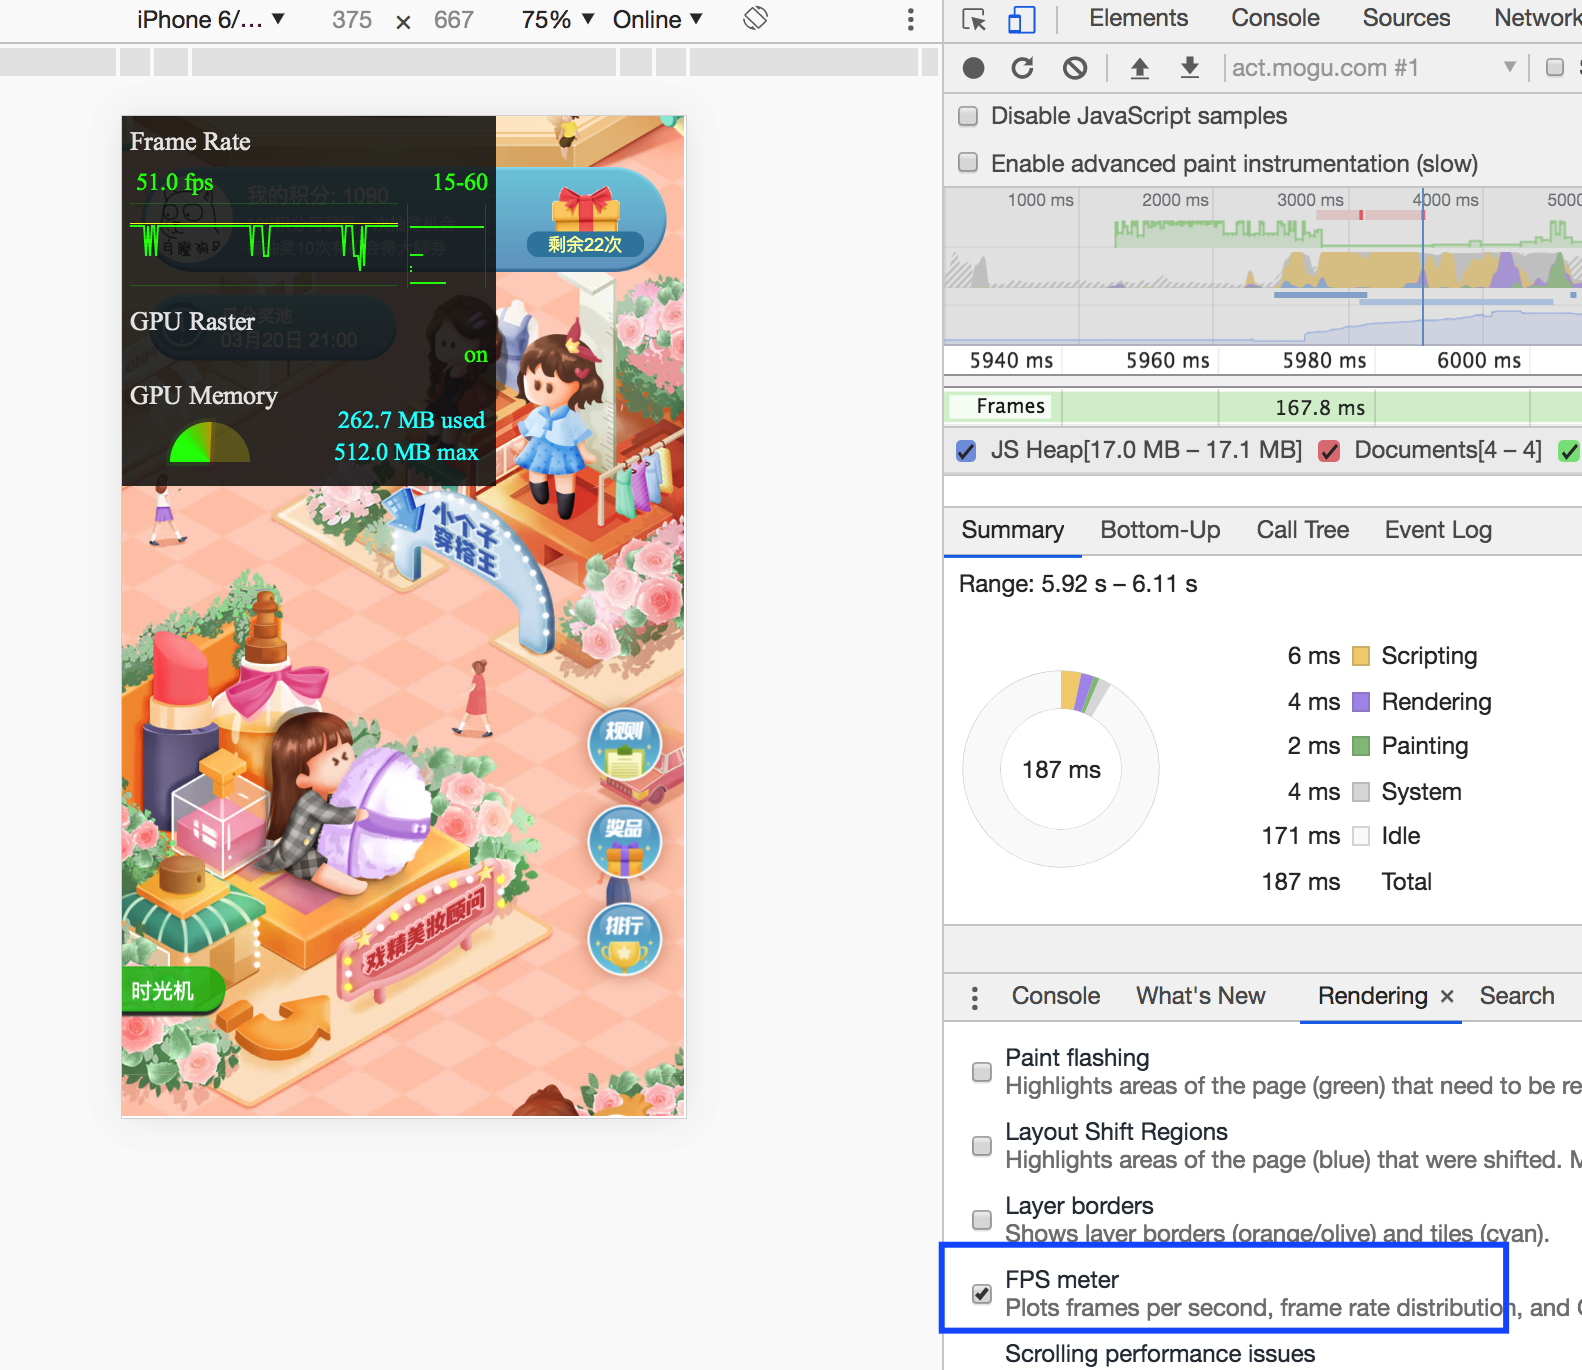 iPhone 6/... ▼ 375 × 667 75% ▼ Online ▼
Elements Console Sources Network
act.mogu.com #1
Disable JavaScript samples
Enable advanced paint instrumentation (slow)
1000 ms 2000 ms 3000 ms 4000 ms 5000
5940 ms 5960 ms 5980 ms 6000 ms
Frames 167.8 ms
JS Heap[17.0 MB – 17.1 MB] Documents[4 – 4]
Summary Bottom-Up Call Tree Event Log
Range: 5.92 s – 6.11 s
187 ms
6 ms Scripting
4 ms Rendering
2 ms Painting
4 ms System
171 ms Idle
187 ms Total
Console What's New Rendering × Search
Paint flashing
Highlights areas of the page (green) that need to be re
Layout Shift Regions
Highlights areas of the page (blue) that were shifted. M
Layer borders
Shows layer borders (orange/olive) and tiles (cyan).
FPS meter
Plots frames per second, frame rate distribution, and
Scrolling performance issues
Frame Rate
51.0 fps 15-60
我的积分: 1090
剩余22次
GPU Raster
on
03月20日 21:00
GPU Memory
262.7 MB used
512.0 MB max
小个子
穿搭王
规则
奖品
排行
戏精美妆顾问
时光机